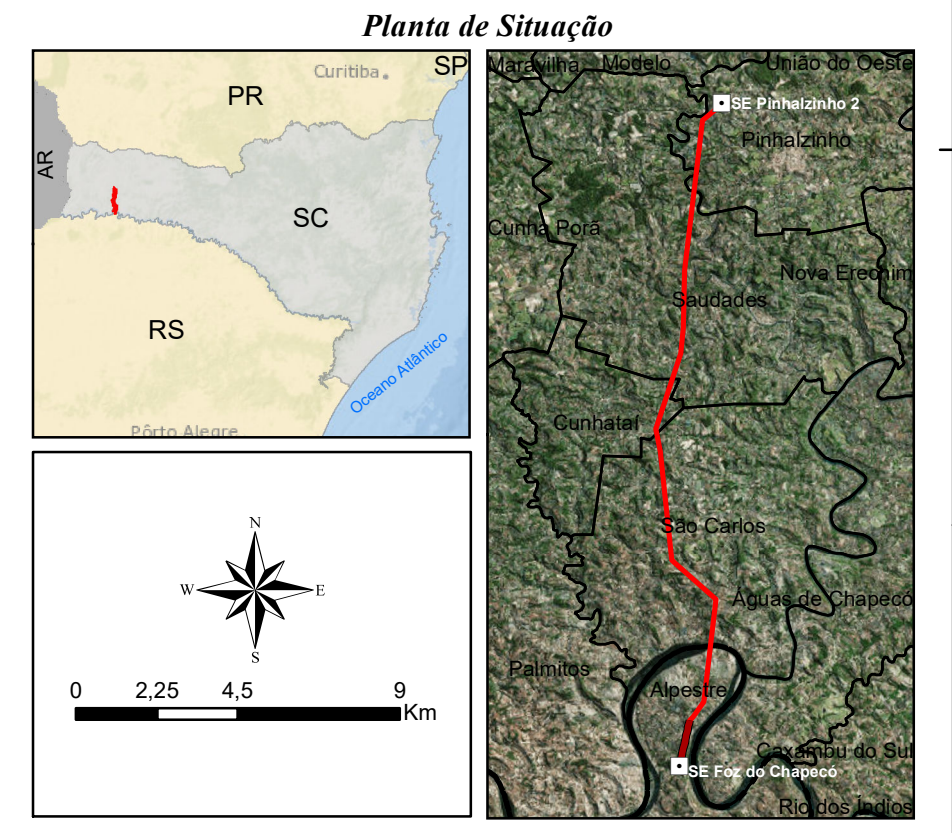 Planta de Situação
Curitiba
SP
PR
AR
SC
RS
Oceano Atlântico
Pôrto Alegre
N
W
E
S
0 2,25 4,5 9
Km
Maravilha
Modelo
União do Oeste
SE Pinhalzinho 2
Pinhalzinho
Cunha Porã
Nova Erechim
Saudades
Cunhataí
São Carlos
Águas de Chapecó
Palmitos
Alpestre
Caxambu do Sul
SE Foz do Chapecó
Rio dos Índios